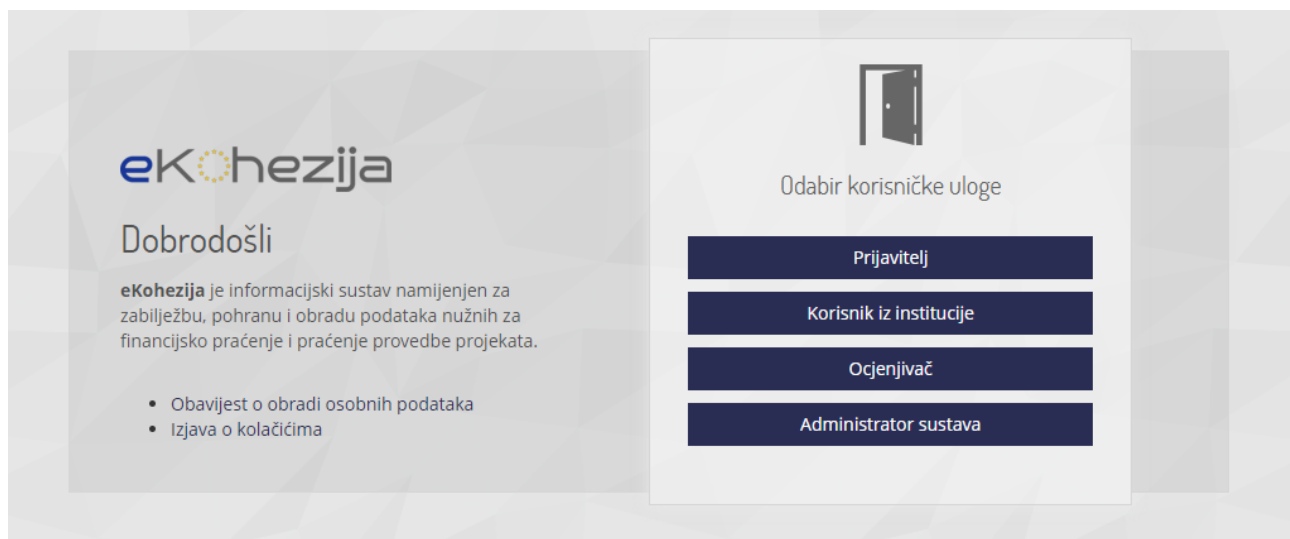 eKohezija
Dobrodošli
eKohezija je informacijski sustav namijenjen za
zabilježbu, pohranu i obradu podataka nužnih za
financijsko praćenje i praćenje provedbe projekata.
Obavijest o obradi osobnih podataka
Izjava o kolačićima
Odabir korisničke uloge
Prijavitelj
Korisnik iz institucije
Ocjenjivač
Administrator sustava